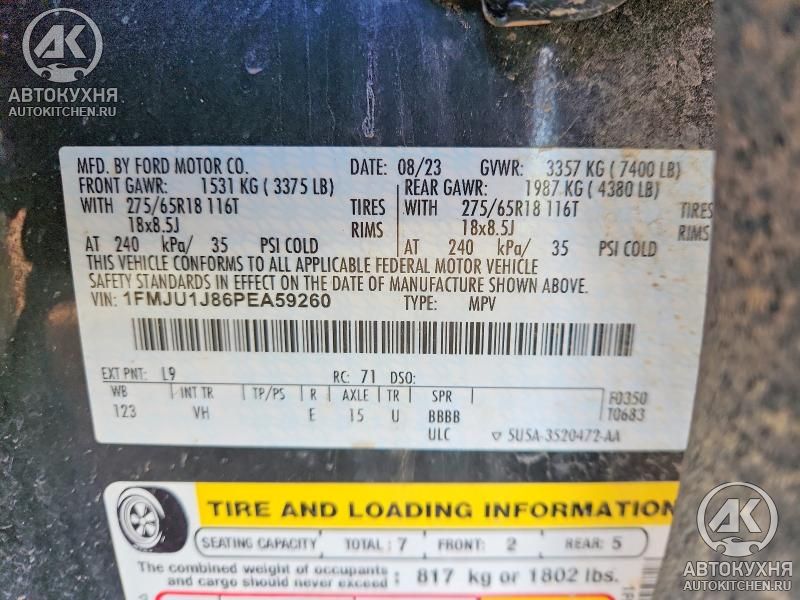 АК
АВТОКУХНЯ
AUTOKITCHEN.RU
MFD. BY FORD MOTOR CO. DATE: 08/23 GVWR: 3357 KG ( 7400 LB)
FRONT GAWR: 1531 KG ( 3375 LB) REAR GAWR: 1987 KG ( 4380 LB)
WITH 275/65R18 116T TIRES WITH 275/65R18 116T TIRES
18x8.5J RIMS 18x8.5J RIMS
AT 240 kPa/ 35 PSI COLD AT 240 kPa/ 35 PSI COLD
THIS VEHICLE CONFORMS TO ALL APPLICABLE FEDERAL MOTOR VEHICLE
SAFETY STANDARDS IN EFFECT ON THE DATE OF MANUFACTURE SHOWN ABOVE.
VIN: 1FMJU1J86PEA59260 TYPE: MPV
EXT PNT: L9 RC: 71 DSO:
WB INT TR TP/PS R AXLE TR SPR F0350
123 VH E 15 U BBBB T0683
ULC ▽ 5U5A-3520472-AA
TIRE AND LOADING INFORMATION
SEATING CAPACITY TOTAL: 7 FRONT: 2 REAR: 5
The combined weight of occupants
and cargo should never exceed : 817 kg or 1802 lbs.
АК
АВТОКУХНЯ
AUTOKITCHEN.RU